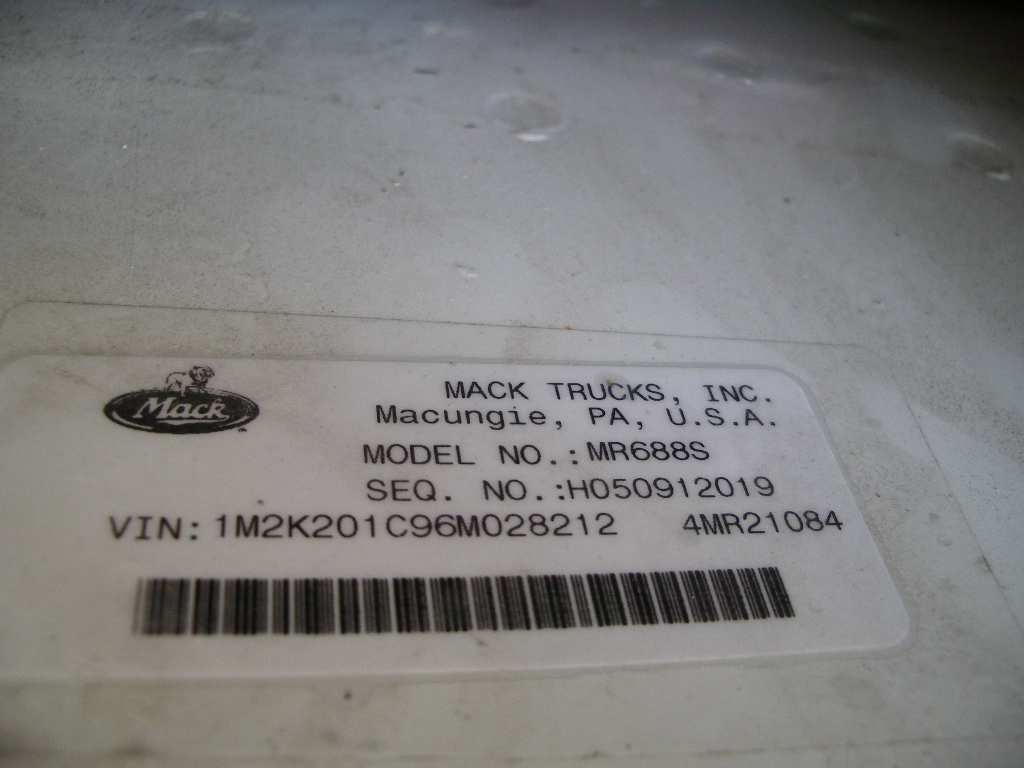 Mack
MACK TRUCKS, INC.
Macungie, PA, U.S.A.
MODEL NO.: MR688S
SEQ. NO.:H050912019
VIN: 1M2K201C96M028212 4MR21084